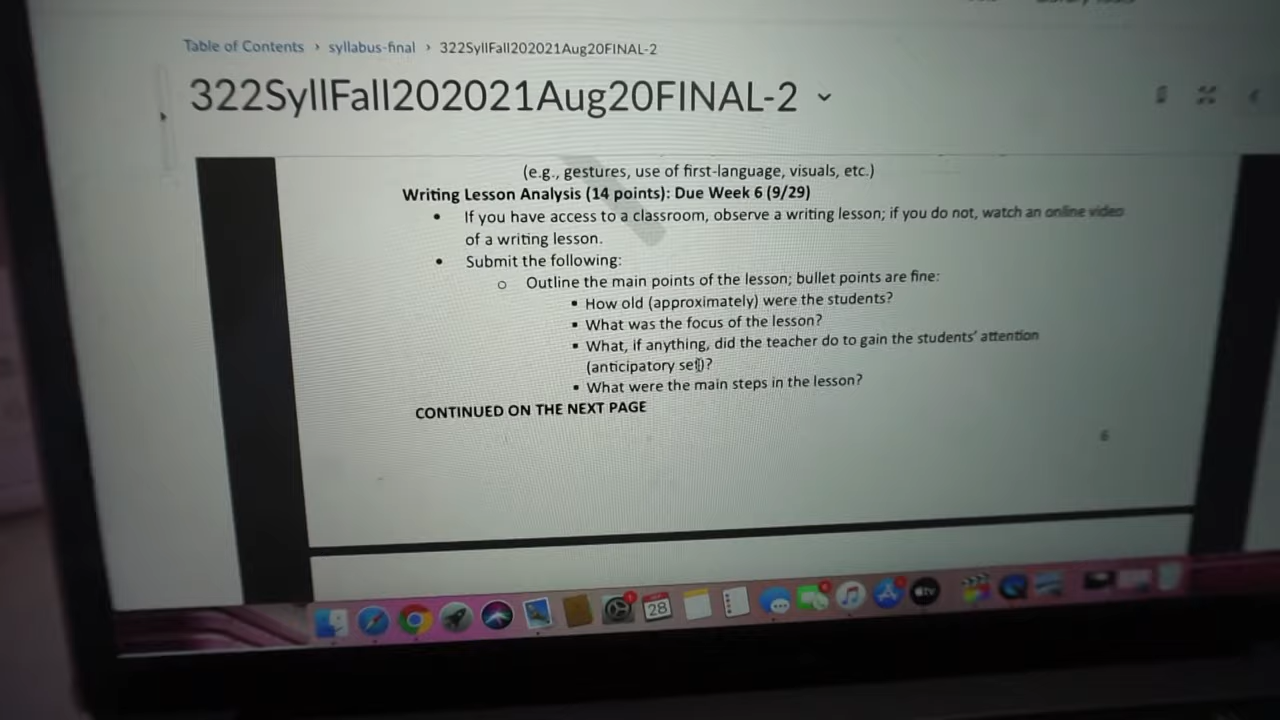 Table of Contents › syllabus-final › 322SyllFall202021Aug20FINAL-2
322SyllFall202021Aug20FINAL-2
(e.g., gestures, use of first-language, visuals, etc.)
Writing Lesson Analysis (14 points): Due Week 6 (9/29)
• If you have access to a classroom, observe a writing lesson; if you do not, watch an online video
of a writing lesson.
• Submit the following:
o Outline the main points of the lesson; bullet points are fine:
▪ How old (approximately) were the students?
▪ What was the focus of the lesson?
▪ What, if anything, did the teacher do to gain the students' attention
(anticipatory set)?
▪ What were the main steps in the lesson?
CONTINUED ON THE NEXT PAGE
6
28
tv